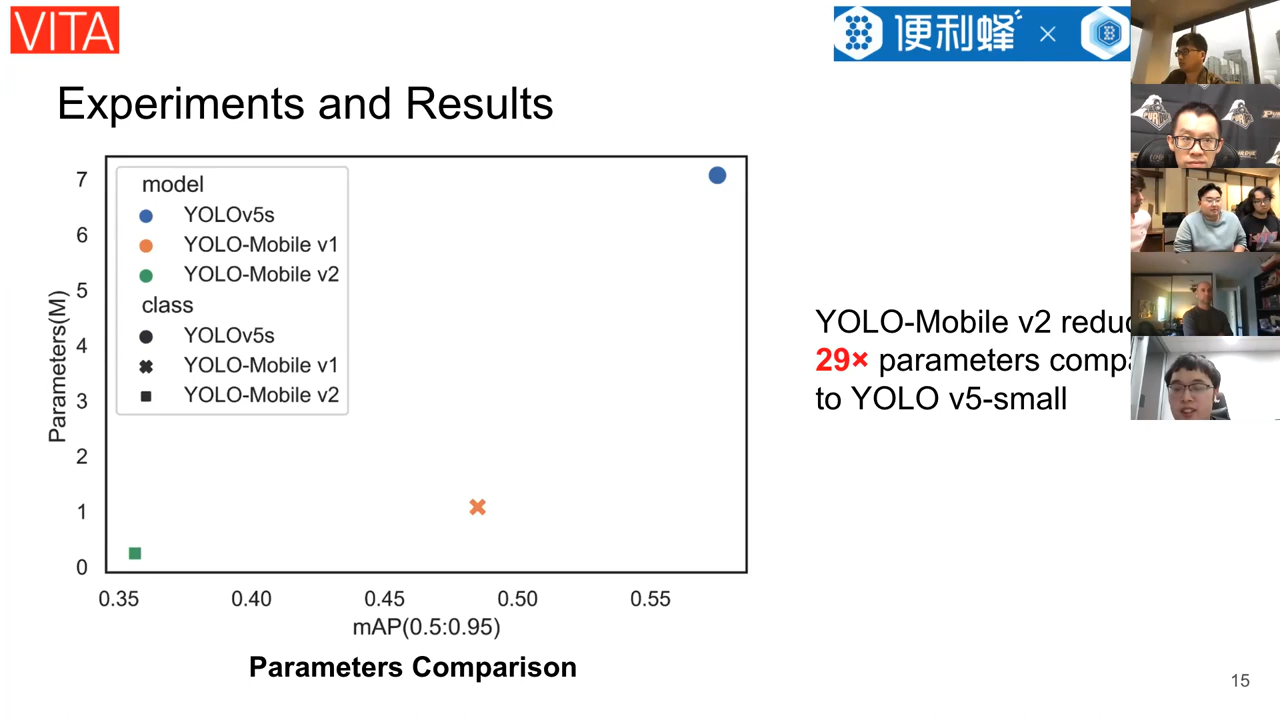 VITA
便利蜂 ×
Experiments and Results
7
6
5
4
3
2
1
0
Parameters(M)
model
YOLOv5s
YOLO-Mobile v1
YOLO-Mobile v2
class
YOLOv5s
YOLO-Mobile v1
YOLO-Mobile v2
0.35 0.40 0.45 0.50 0.55
mAP(0.5:0.95)
Parameters Comparison
YOLO-Mobile v2 reduc
29× parameters compa
to YOLO v5-small
PURDUE
15